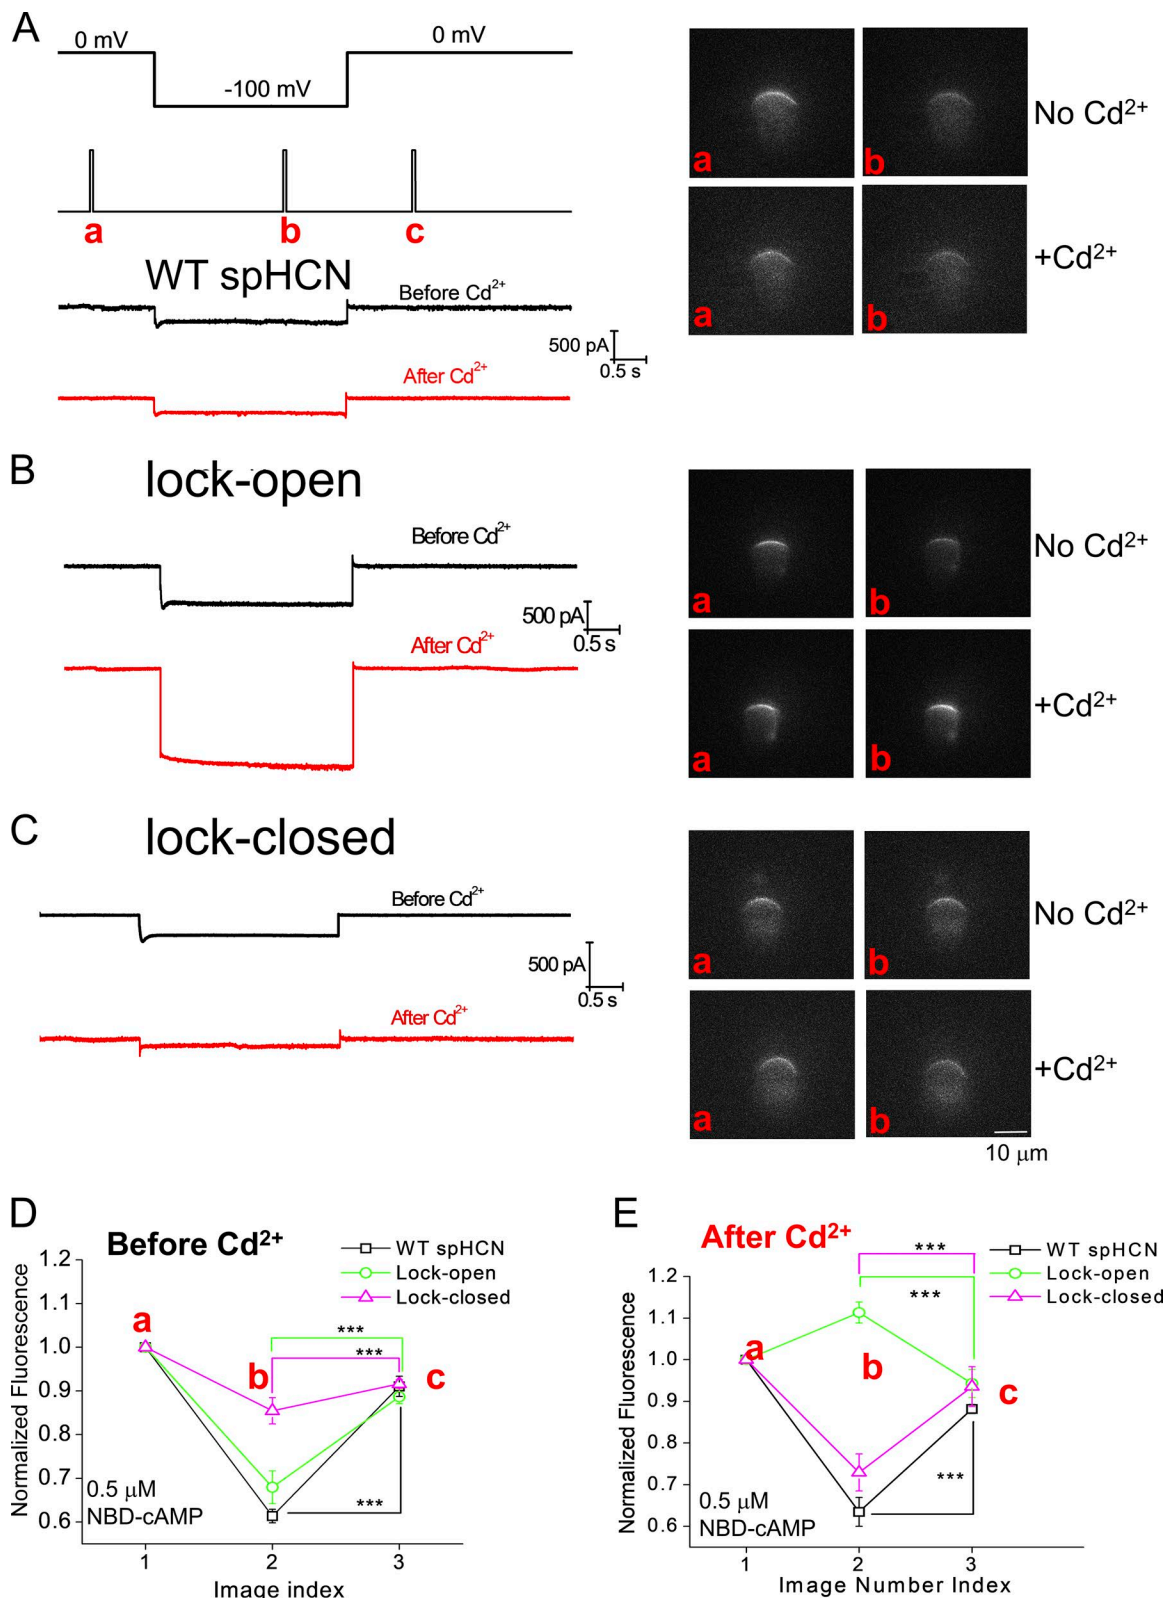 A
0 mV
0 mV
-100 mV
a
b
c
WT spHCN
Before Cd²⁺
500 pA
0.5 s
After Cd²⁺
a
b
No Cd²⁺
a
b
+Cd²⁺
B
lock-open
Before Cd²⁺
500 pA
0.5 s
After Cd²⁺
a
b
No Cd²⁺
a
b
+Cd²⁺
C
lock-closed
Before Cd²⁺
500 pA
0.5 s
After Cd²⁺
a
b
No Cd²⁺
a
b
+Cd²⁺
10 μm
D
Before Cd²⁺
WT spHCN
Lock-open
Lock-closed
Normalized Fluorescence
1.2
1.1
1.0
0.9
0.8
0.7
0.6
a
b
c
***
***
***
0.5 μM
NBD-cAMP
1
2
3
Image index
E
After Cd²⁺
WT spHCN
Lock-open
Lock-closed
Normalized Fluorescence
1.2
1.1
1.0
0.9
0.8
0.7
0.6
a
b
c
***
***
***
0.5 μM
NBD-cAMP
1
2
3
Image Number Index